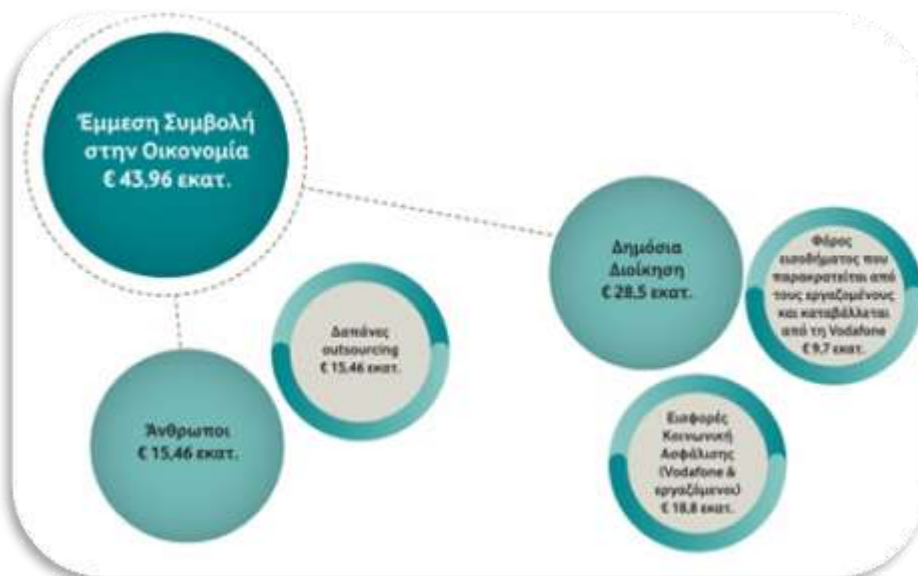 Έμμεση Συμβολή
στην Οικονομία
€ 43,96 εκατ.
Δημόσια
Διοίκηση
€ 28,5 εκατ.
Φόρος
εισοδήματος που
παρακρατείται από
τους εργαζομένους
και καταβάλλεται
από τη Vodafone
€ 9,7 εκατ.
Δαπάνες
outsourcing
€ 15,46 εκατ.
Άνθρωποι
€ 15,46 εκατ.
Εισφορές
Κοινωνική
Ασφάλισης
(Vodafone &
εργαζόμενοι)
€ 18,8 εκατ.